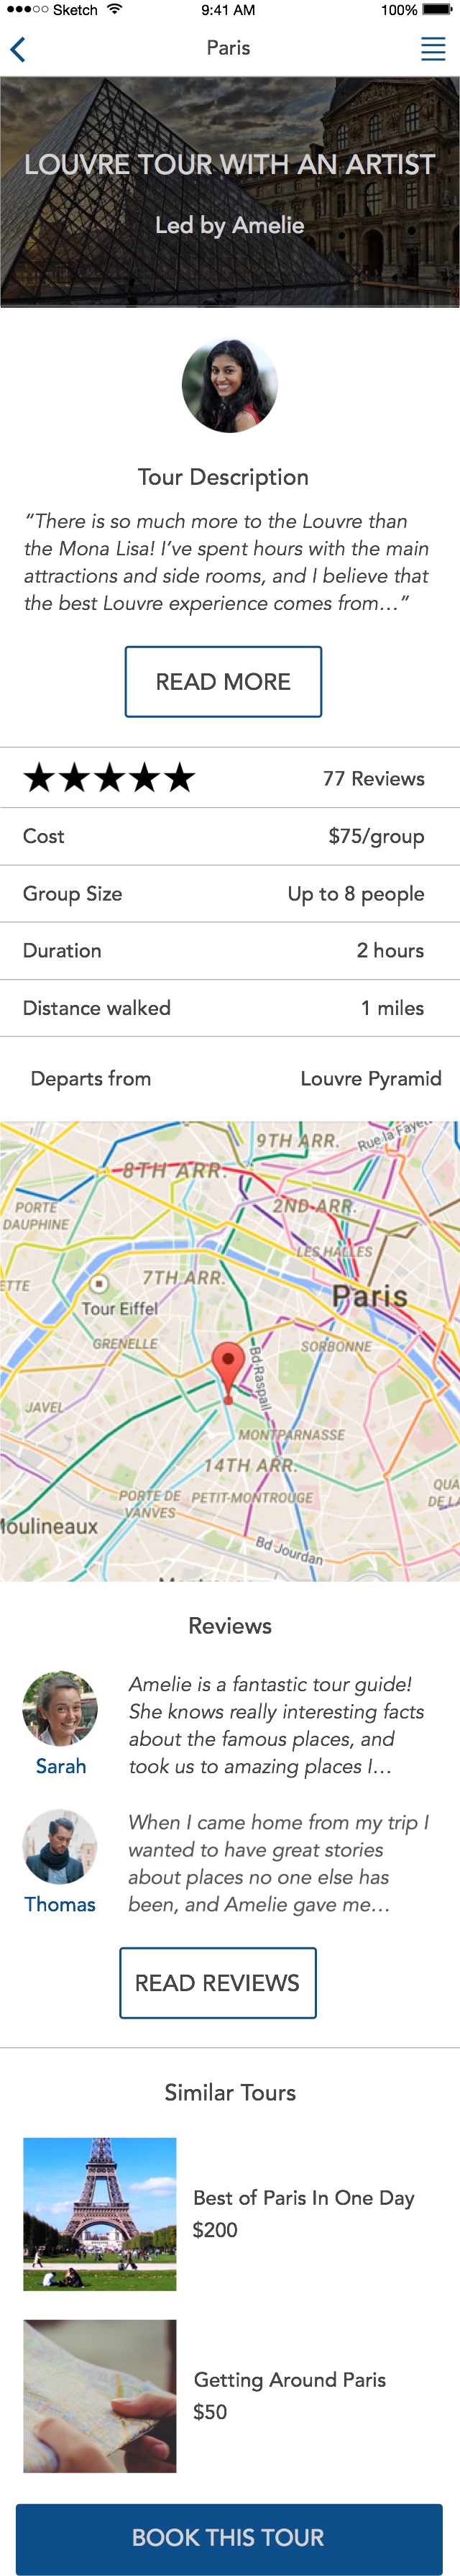 Sketch 9:41 AM 100%
Paris
LOUVRE TOUR WITH AN ARTIST
Led by Amelie
Tour Description
“There is so much more to the Louvre than
the Mona Lisa! I’ve spent hours with the main
attractions and side rooms, and I believe that
the best Louvre experience comes from…”
READ MORE
77 Reviews
Cost $75/group
Group Size Up to 8 people
Duration 2 hours
Distance walked 1 miles
Departs from Louvre Pyramid
9TH ARR.
Rue la Fayet
8TH ARR.
PORTE
DAUPHINE
2ND ARR.
LES HALLES
ETTE
7TH ARR.
Paris
Tour Eiffel
GRENELLE
SORBONNE
Bd Raspail
JAVEL
MONTPARNASSE
14TH ARR.
QUA
DE LA
PORTE DE
VANVES
PETIT-MONTROUGE
Moulineaux
Bd Jourdan
Reviews
Amelie is a fantastic tour guide!
She knows really interesting facts
about the famous places, and
took us to amazing places I…
Sarah
When I came home from my trip I
wanted to have great stories
about places no one else has
been, and Amelie gave me…
Thomas
READ REVIEWS
Similar Tours
Best of Paris In One Day
$200
Getting Around Paris
$50
BOOK THIS TOUR